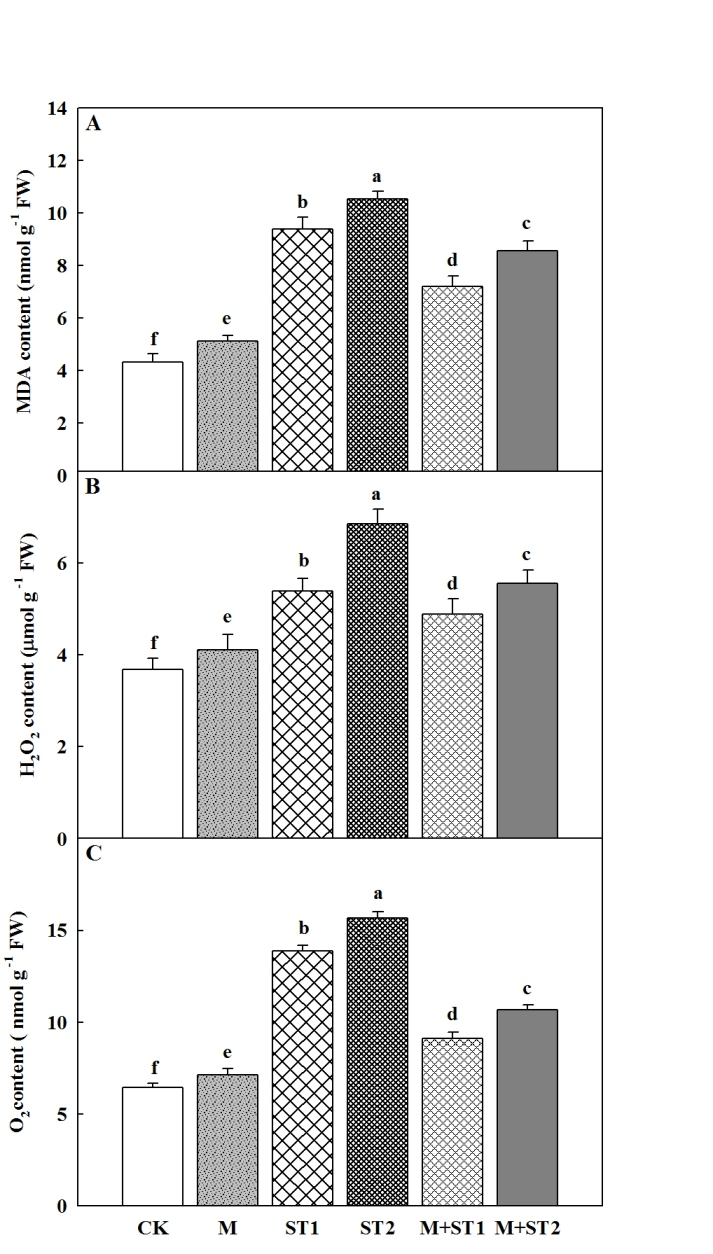 14
A
12
10
8
6
4
2
0
MDA content (nmol g⁻¹ FW)
f
e
b
a
d
c
B
6
4
2
0
H₂O₂ content (μmol g⁻¹ FW)
f
e
b
a
d
c
C
15
10
5
0
O₂content ( nmol g⁻¹ FW)
f
e
b
a
d
c
CK M ST1 ST2 M+ST1 M+ST2